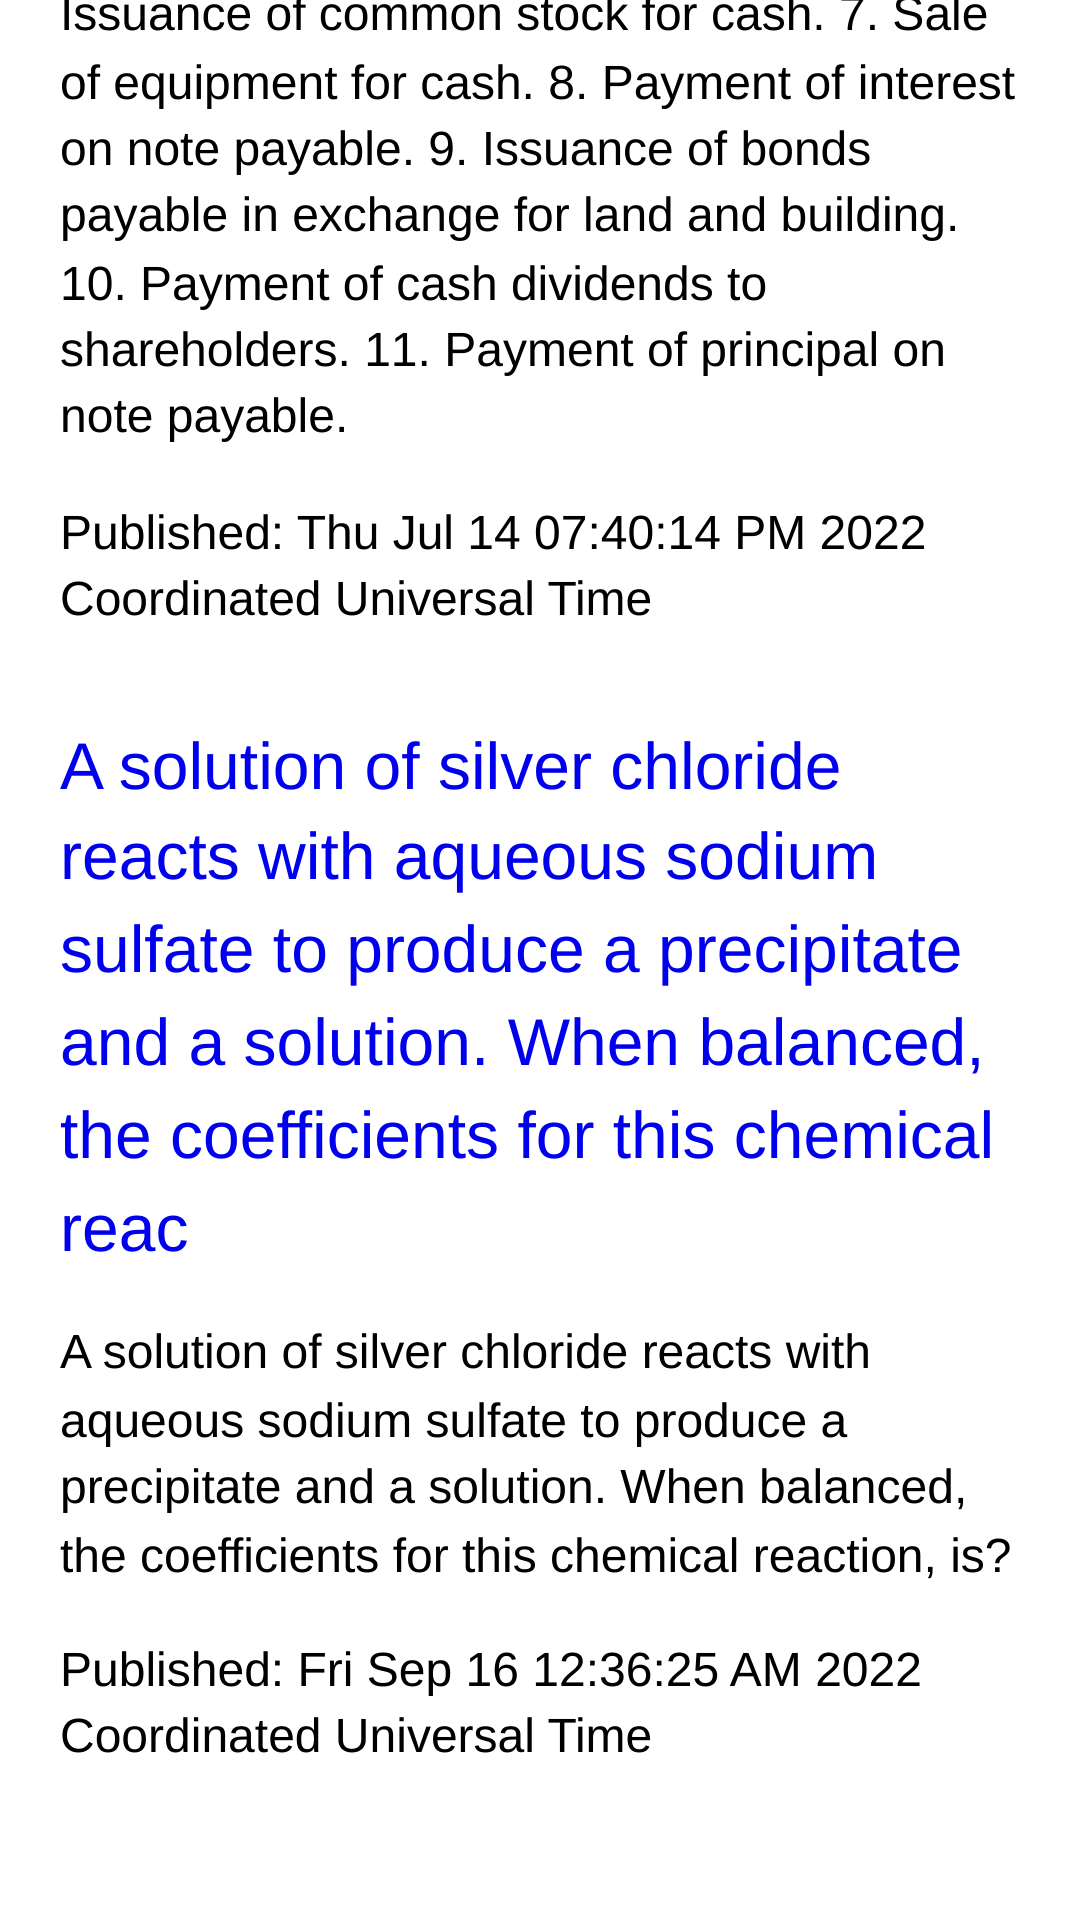 Issuance of common stock for cash. 7. Sale
of equipment for cash. 8. Payment of interest
on note payable. 9. Issuance of bonds
payable in exchange for land and building.
10. Payment of cash dividends to
shareholders. 11. Payment of principal on
note payable.
Published: Thu Jul 14 07:40:14 PM 2022
Coordinated Universal Time
A solution of silver chloride
reacts with aqueous sodium
sulfate to produce a precipitate
and a solution. When balanced,
the coefficients for this chemical
reac
A solution of silver chloride reacts with
aqueous sodium sulfate to produce a
precipitate and a solution. When balanced,
the coefficients for this chemical reaction, is?
Published: Fri Sep 16 12:36:25 AM 2022
Coordinated Universal Time